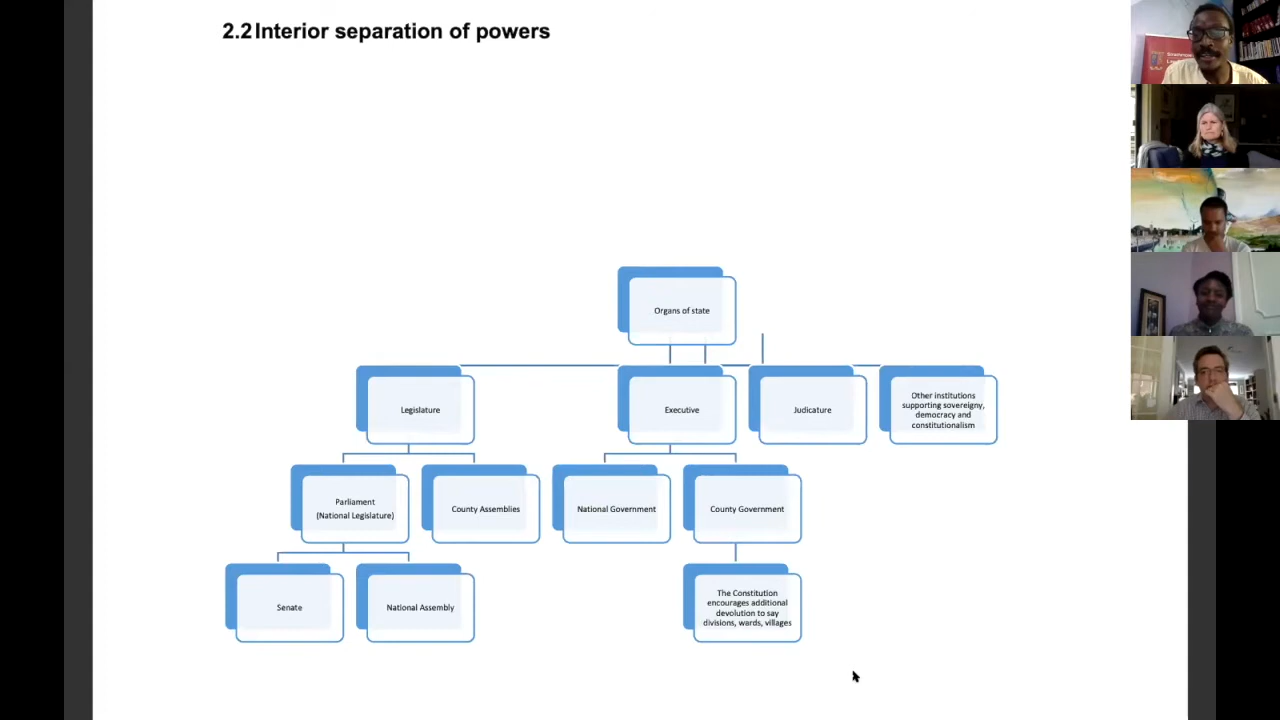 2.2 Interior separation of powers
Organs of state
Legislature
Executive
Judicature
Other institutions
supporting sovereigny,
democracy and
constitutionalism
Parliament
(National Legislature)
County Assemblies
National Government
County Government
Senate
National Assembly
The Constitution
encourages additional
devolution to say
divisions, wards, villages